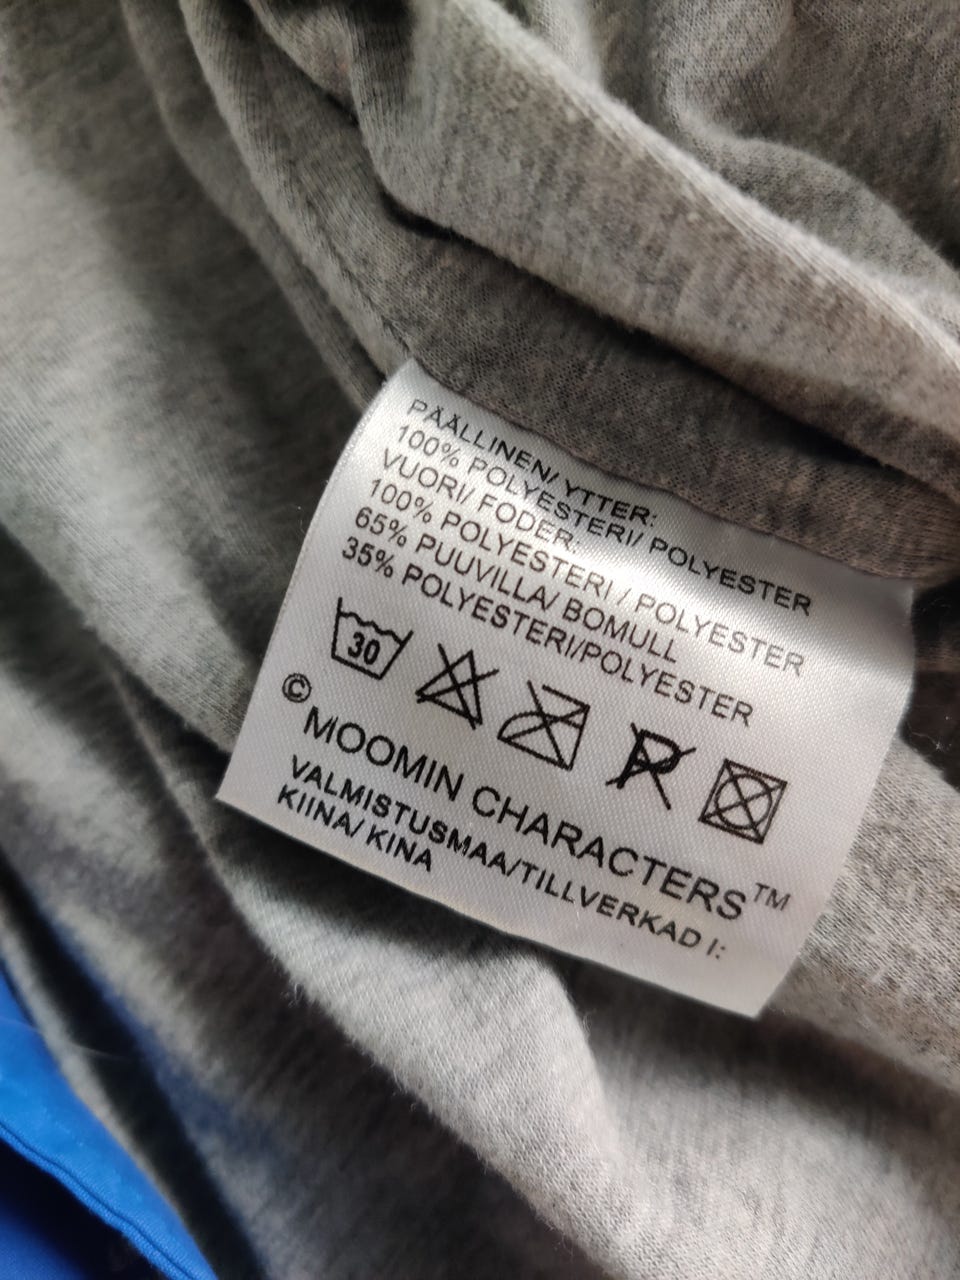 PÄÄLLINEN/ YTTER:
100% POLYESTERI/ POLYESTER
VUORI/ FODER:
100% POLYESTERI / POLYESTER
65% PUUVILLA/ BOMULL
35% POLYESTERI/POLYESTER
30
P
© MOOMIN CHARACTERS™
VALMISTUSMAA/TILLVERKAD I:
KIINA/ KINA